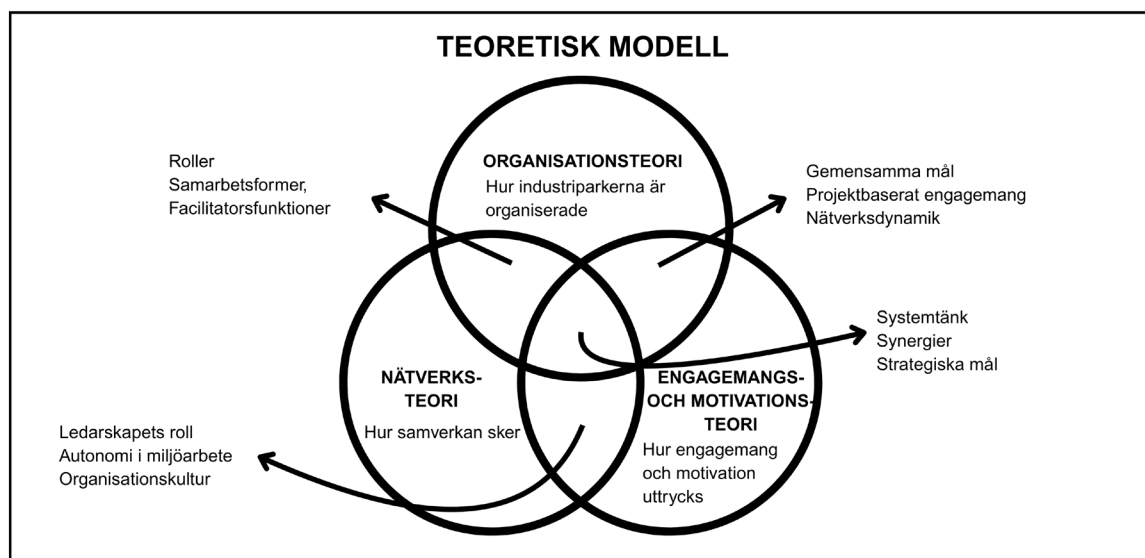 TEORETISK MODELL
Roller
Samarbetsformer,
Facilitatorsfunktioner
ORGANISATIONSTEORI
Hur industriparkerna är
organiserade
Gemensamma mål
Projektbaserat engagemang
Nätverksdynamik
Systemtänk
Synergier
Strategiska mål
NÄTVERKS-
TEORI
Hur samverkan sker
ENGAGEMANGS-
OCH MOTIVATIONS-
TEORI
Hur engagemang
och motivation
uttrycks
Ledarskapets roll
Autonomi i miljöarbete
Organisationskultur